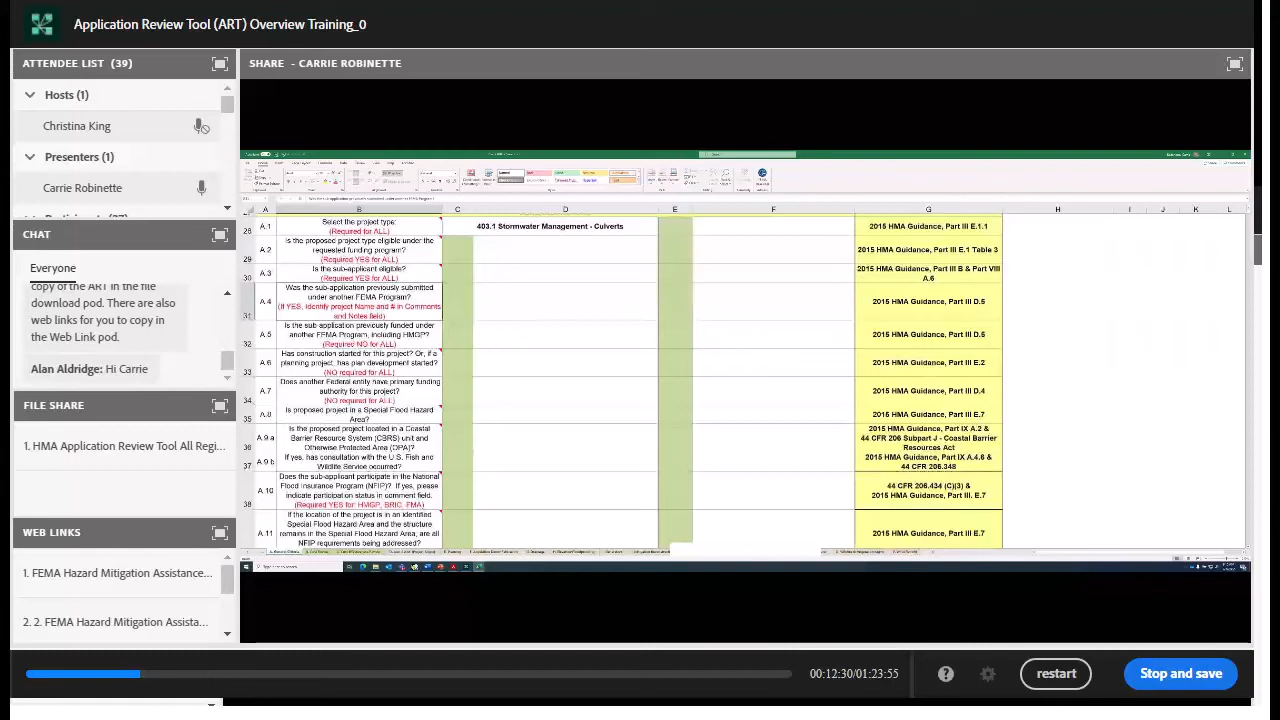 Application Review Tool (ART) Overview Training_0
ATTENDEE LIST (39)
Hosts (1)
Christina King
Presenters (1)
Carrie Robinette
CHAT
Everyone
copy of the ART in the file
download pod. There are also
web links for you to copy in
the Web Link pod.
Alan Aldridge: Hi Carrie
FILE SHARE
1. HMA Application Review Tool All Regi...
WEB LINKS
1. FEMA Hazard Mitigation Assistance...
2. 2. FEMA Hazard Mitigation Assista...
SHARE - CARRIE ROBINETTE
A B C D E F G H I J K L
28 A.1 Select the project type:
(Required for ALL)
403.1 Stormwater Management - Culverts
2015 HMA Guidance, Part III E.1.1
29 A.2 Is the proposed project type eligible under the
requested funding program?
(Required YES for ALL)
2015 HMA Guidance, Part III E.1 Table 3
30 A.3 Is the sub-applicant eligible?
(Required YES for ALL)
2015 HMA Guidance, Part III B & Part VIII
A.6
31 A.4 Was the sub-application previously submitted
under another FEMA Program?
(If YES, identify project Name and # in Comments
and Notes field)
2015 HMA Guidance, Part III D.5
32 A.5 Is the sub application previously funded under
another FEMA Program, including HMGP?
(Required NO for ALL)
2015 HMA Guidance, Part III D.5
33 A.6 Has construction started for this project? Or, if a
planning project, has plan development started?
(NO required for ALL)
2015 HMA Guidance, Part III E.2
34 A.7 Does another Federal entity have primary funding
authority for this project?
(NO required for ALL)
2015 HMA Guidance, Part III D.4
35 A.8 Is proposed project in a Special Flood Hazard
Area?
2015 HMA Guidance, Part III E.7
36 A.9 a Is the proposed project located in a Coastal
Barrier Resource System (CBRS) unit and
Otherwise Protected Area (OPA)?
2015 HMA Guidance, Part IX A.2 &
44 CFR 206 Subpart J - Coastal Barrier
Resources Act
37 A.9 b If yes, has consultation with the U.S. Fish and
Wildlife Service occurred?
2015 HMA Guidance, Part IX A.4.6 &
44 CFR 206.348
38 A.10 Does the sub-applicant participate in the National
Flood Insurance Program (NFIP)? If yes, please
indicate participation status in comment field.
(Required YES for: HMGP, BRIC, FMA)
44 CFR 206.434 (C)(3) &
2015 HMA Guidance, Part III. E.7
A.11 If the location of the project is in an identified
Special Flood Hazard Area and the structure
remains in the Special Flood Hazard Area, are all
NFIP requirements being addressed?
2015 HMA Guidance, Part III E.7
00:12:30/01:23:55
restart
Stop and save